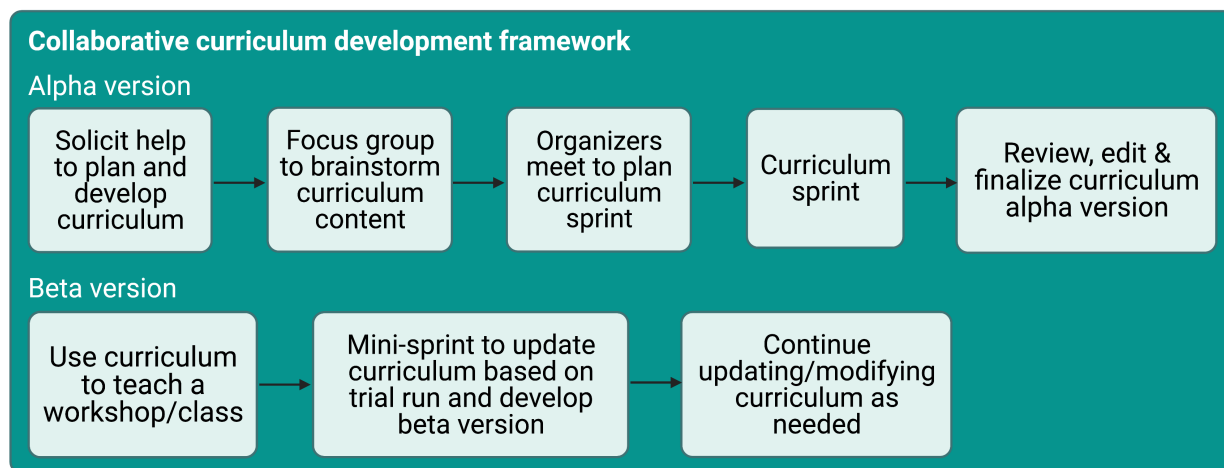 Collaborative curriculum development framework
Alpha version
Solicit help
to plan and
develop
curriculum
Focus group
to brainstorm
curriculum
content
Organizers
meet to plan
curriculum
sprint
Curriculum
sprint
Review, edit &
finalize curriculum
alpha version
Beta version
Use curriculum
to teach a
workshop/class
Mini-sprint to update
curriculum based on
trial run and develop
beta version
Continue
updating/modifying
curriculum as
needed